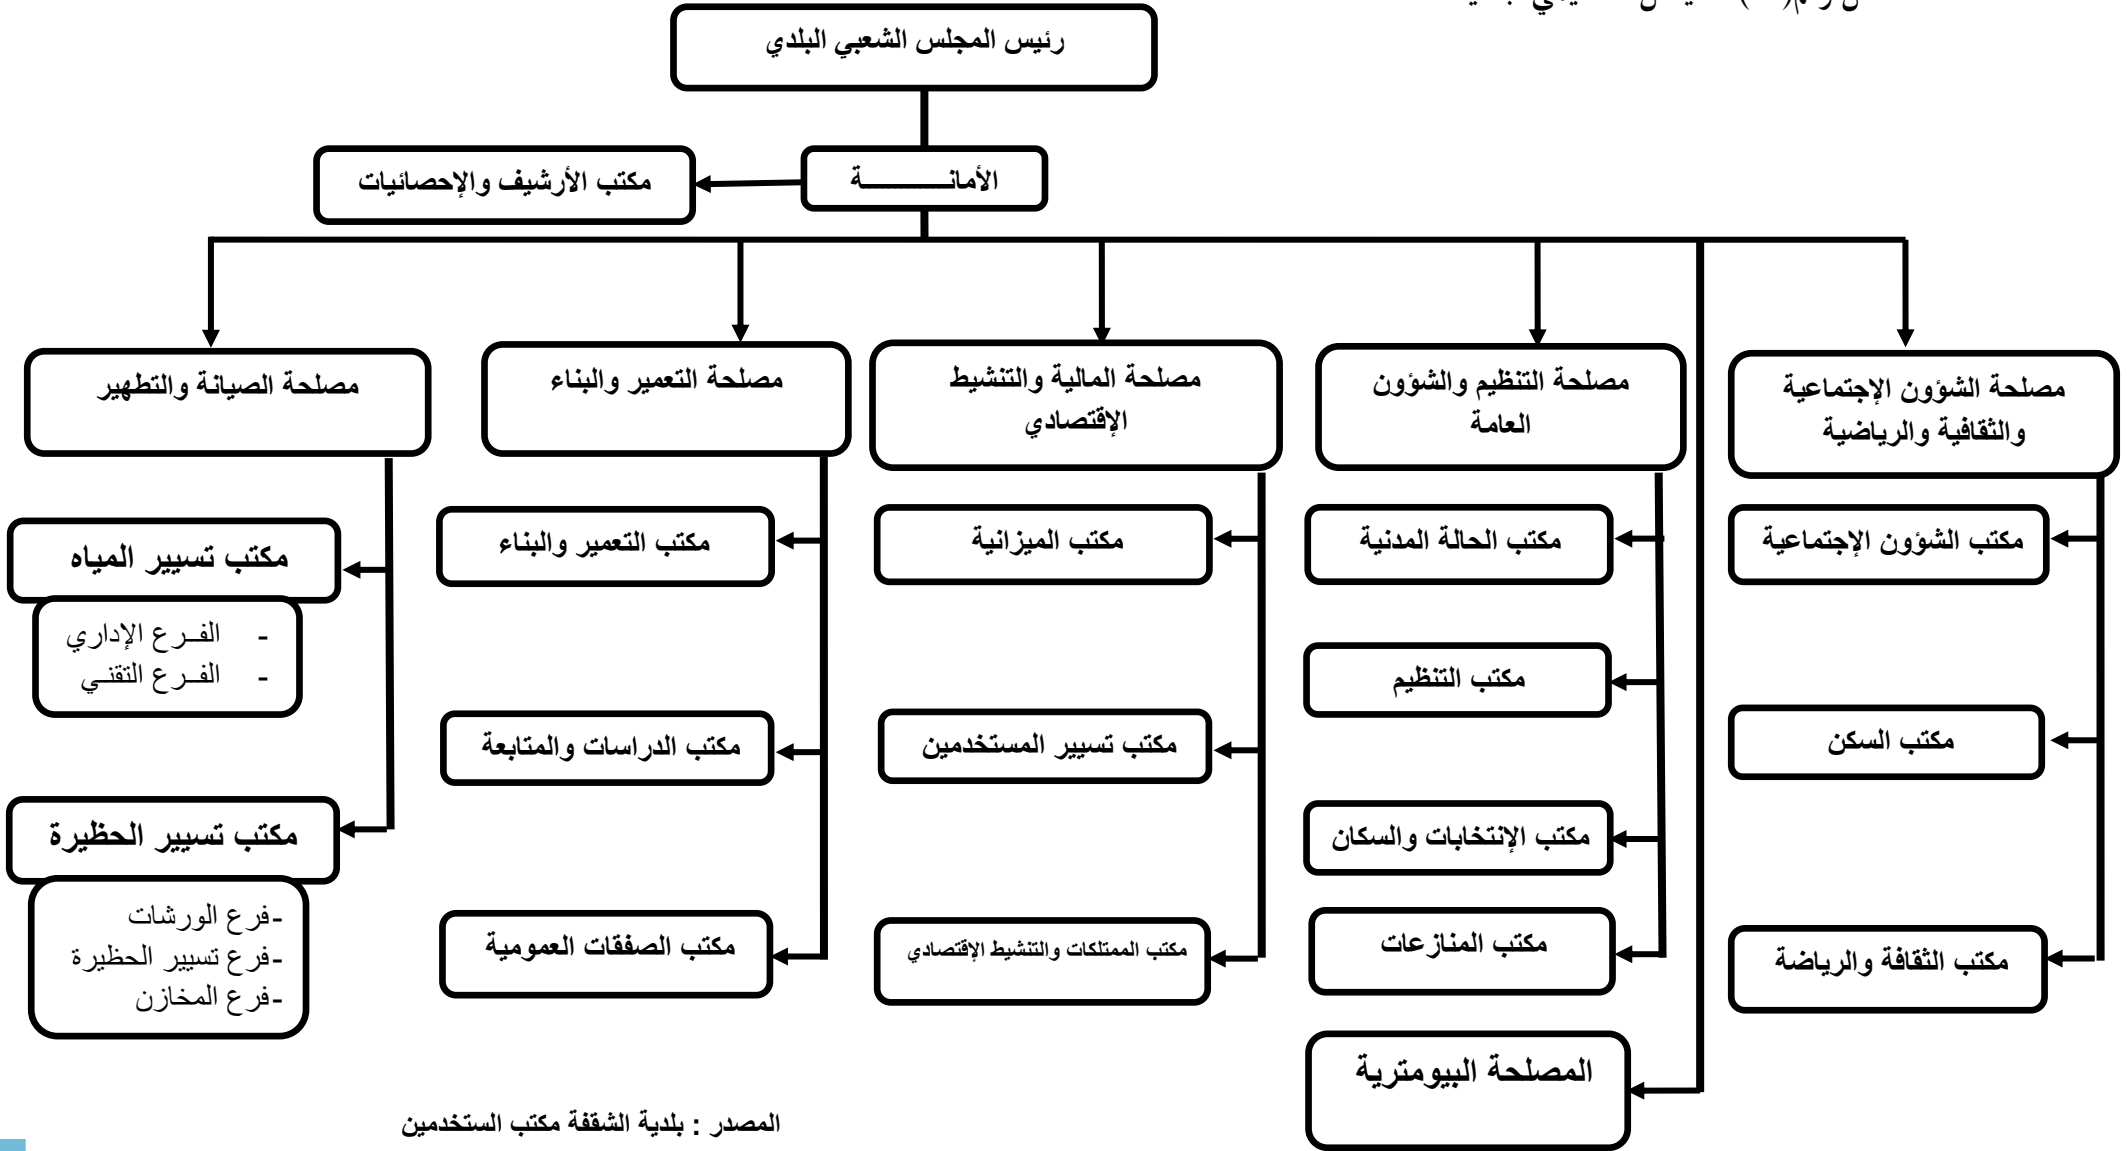 رئيس المجلس الشعبي البلدي
الأمانــــــــــــة
مكتب الأرشيف والإحصائيات
مصلحة الشؤون الإجتماعية
والثقافية والرياضية
مصلحة التنظيم والشؤون
العامة
مصلحة المالية والتنشيط
الإقتصادي
مصلحة التعمير والبناء
مصلحة الصيانة والتطهير
مكتب الشؤون الإجتماعية
مكتب السكن
مكتب الثقافة والرياضة
مكتب الحالة المدنية
مكتب التنظيم
مكتب الإنتخابات والسكان
مكتب المنازعات
المصلحة البيومترية
مكتب الميزانية
مكتب تسيير المستخدمين
مكتب الممتلكات والتنشيط الإقتصادي
مكتب التعمير والبناء
مكتب الدراسات والمتابعة
مكتب الصفقات العمومية
مكتب تسيير المياه
- الفــرع الإداري
- الفــرع التقنـي
مكتب تسيير الحظيرة
-فرع الورشات
-فرع تسيير الحظيرة
-فرع المخازن
المصدر : بلدية الشقفة مكتب الستخدمين